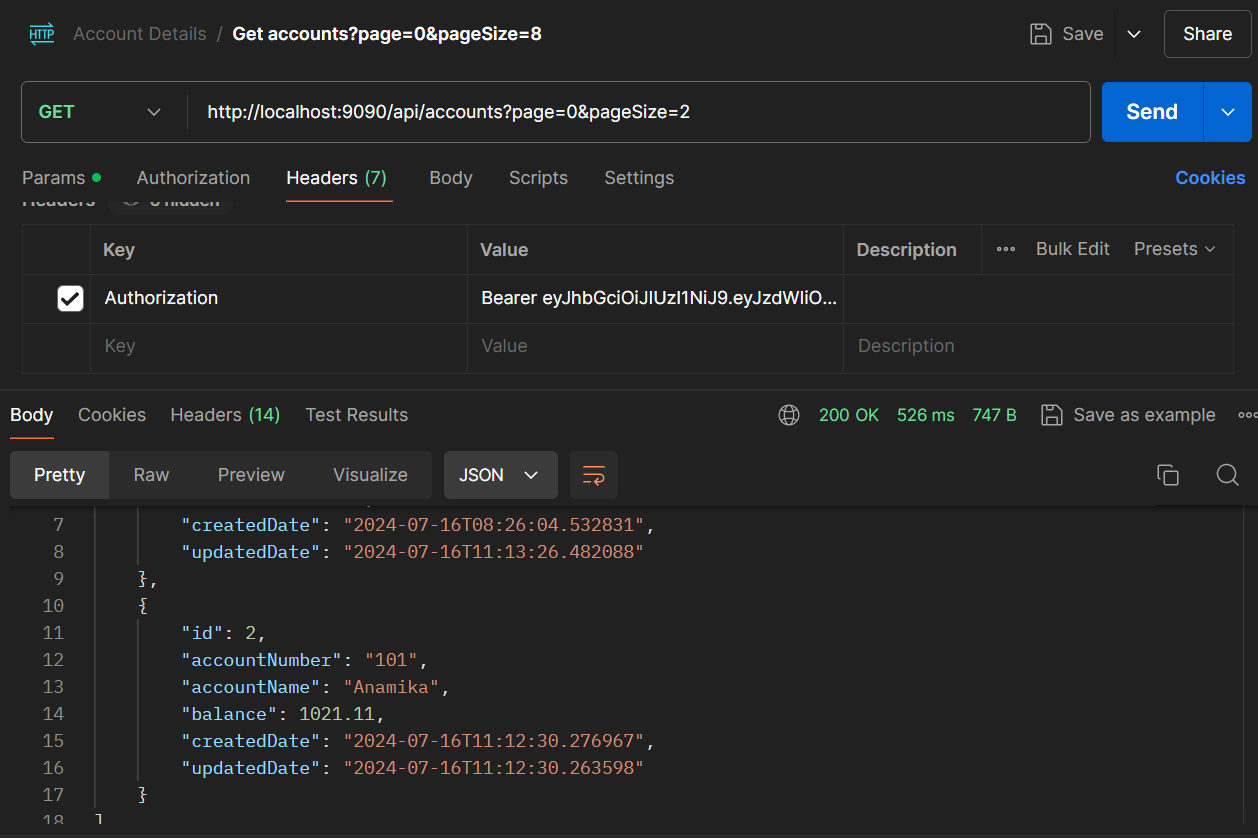 HTTP Account Details / Get accounts?page=0&pageSize=8 Save Share
GET http://localhost:9090/api/accounts?page=0&pageSize=2 Send
Params Authorization Headers (7) Body Scripts Settings Cookies
Headers 6 hidden
Key Value Description Bulk Edit Presets
Authorization Bearer eyJhbGciOiJIUzI1NiJ9.eyJzdWIiO...
Key Value Description
Body Cookies Headers (14) Test Results 200 OK 526 ms 747 B Save as example
Pretty Raw Preview Visualize JSON
7 "createdDate": "2024-07-16T08:26:04.532831",
8 "updatedDate": "2024-07-16T11:13:26.482088"
9 },
10 {
11 "id": 2,
12 "accountNumber": "101",
13 "accountName": "Anamika",
14 "balance": 1021.11,
15 "createdDate": "2024-07-16T11:12:30.276967",
16 "updatedDate": "2024-07-16T11:12:30.263598"
17 }
18 ]